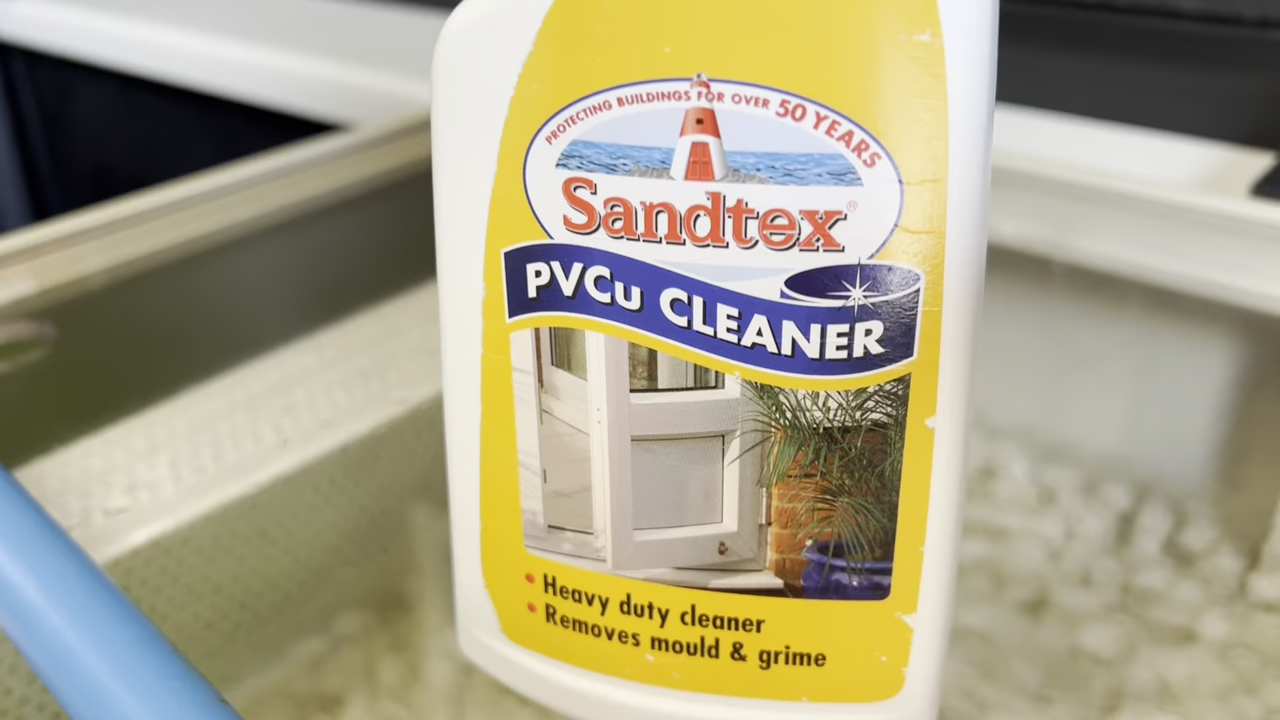 PROTECTING BUILDINGS FOR OVER 50 YEARS
Sandtex®
PVCu CLEANER
• Heavy duty cleaner
• Removes mould & grime